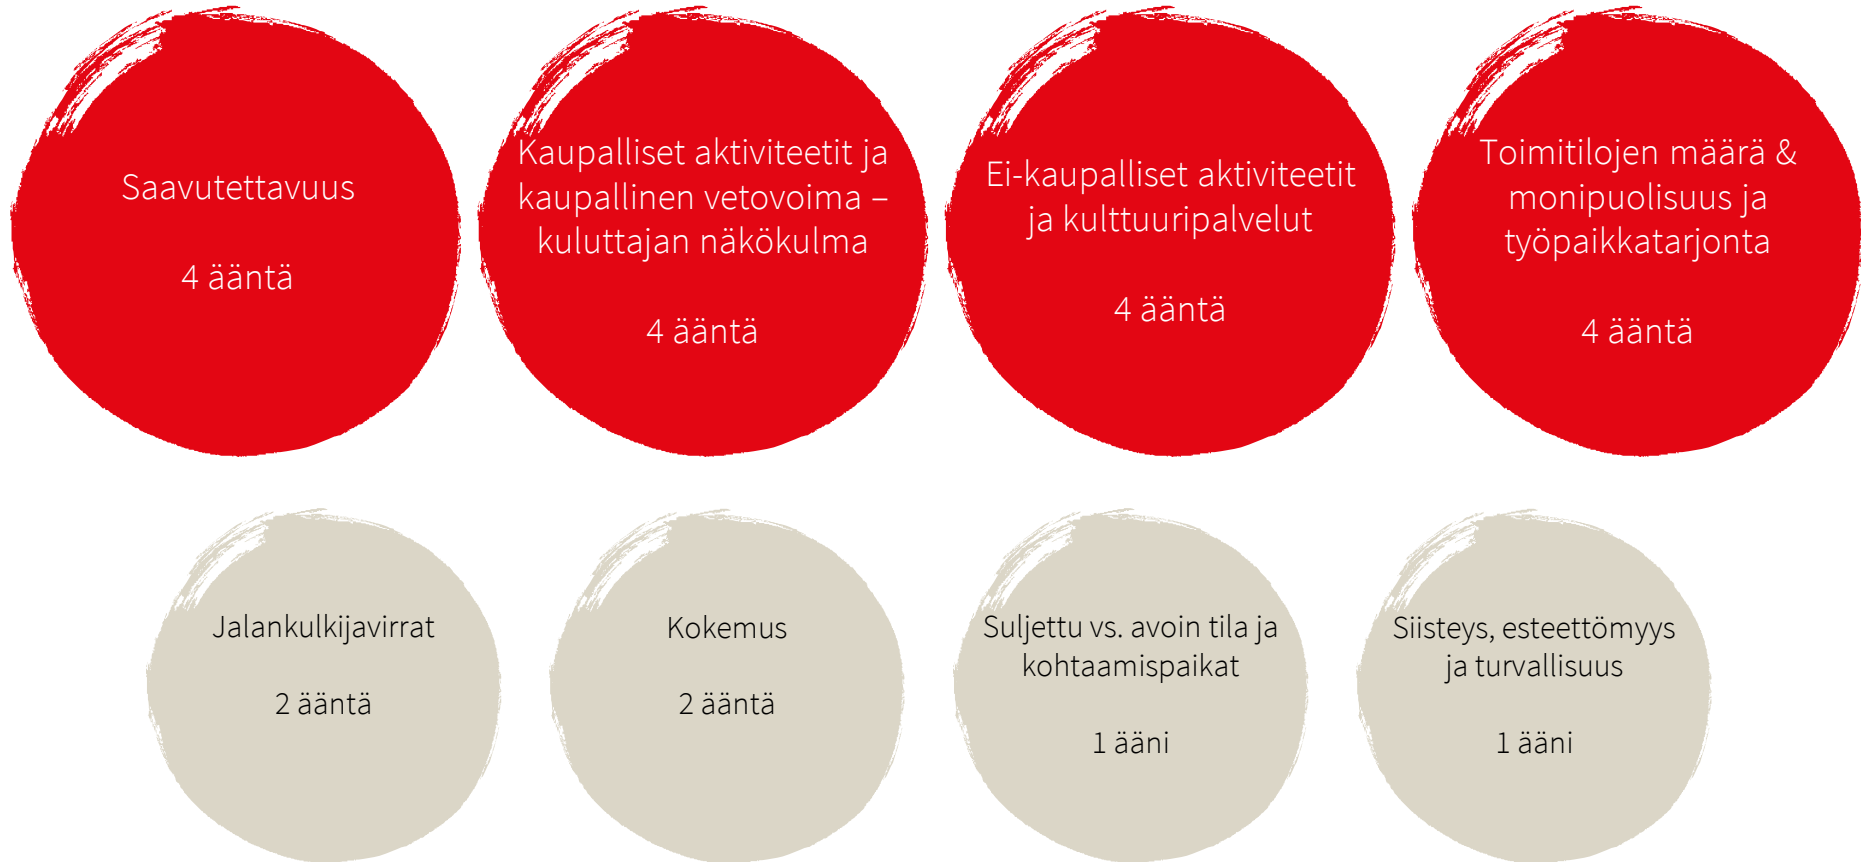 Saavutettavuus
4 ääntä
Kaupalliset aktiviteetit ja
kaupallinen vetovoima –
kuluttajan näkökulma
4 ääntä
Ei-kaupalliset aktiviteetit
ja kulttuuripalvelut
4 ääntä
Toimitilojen määrä &
monipuolisuus ja
työpaikkatarjonta
4 ääntä
Jalankulkijavirrat
2 ääntä
Kokemus
2 ääntä
Suljettu vs. avoin tila ja
kohtaamispaikat
1 ääni
Siisteys, esteettömyys
ja turvallisuus
1 ääni